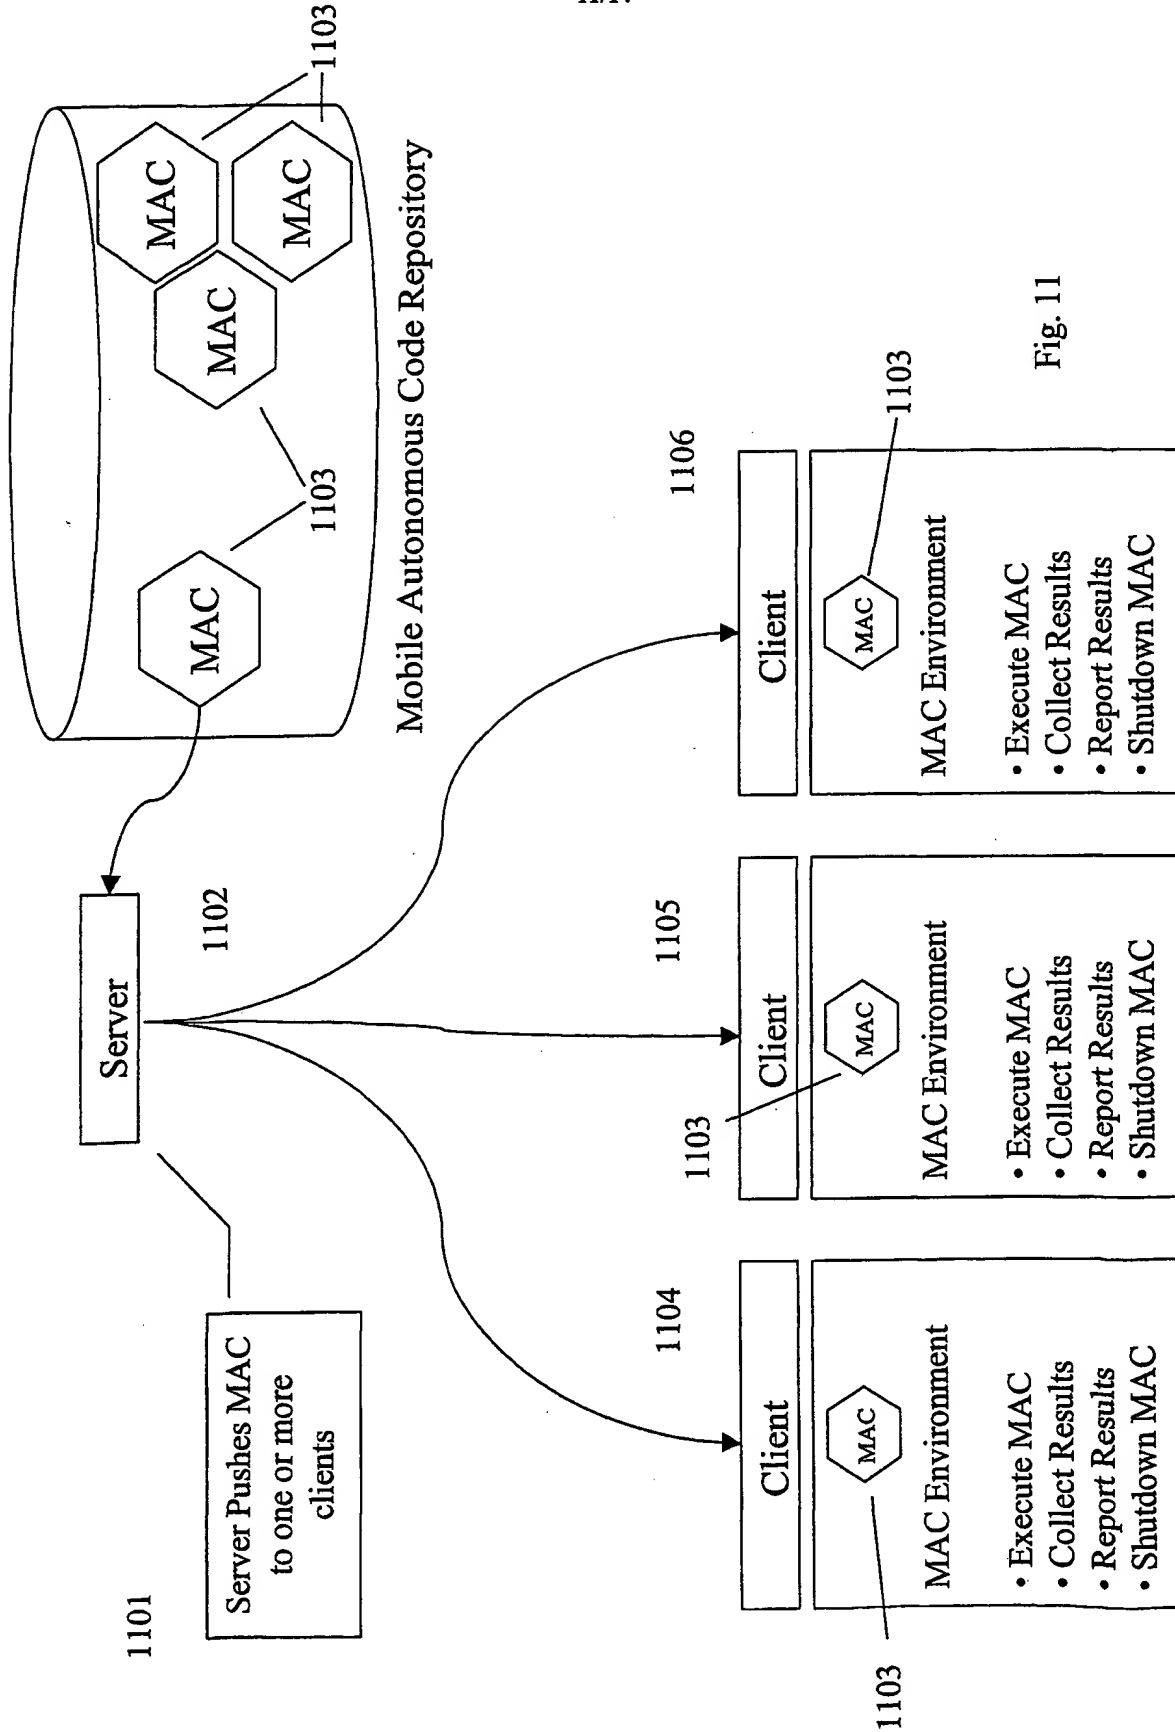 1101
Server Pushes MAC
to one or more
clients
Server
1102
MAC
MAC
MAC
MAC
1103
1103
Mobile Autonomous Code Repository
1104
Client
MAC
1103
MAC Environment
• Execute MAC
• Collect Results
• Report Results
• Shutdown MAC
1105
Client
1103
MAC
MAC Environment
• Execute MAC
• Collect Results
• Report Results
• Shutdown MAC
1106
Client
MAC
1103
MAC Environment
• Execute MAC
• Collect Results
• Report Results
• Shutdown MAC
Fig. 11